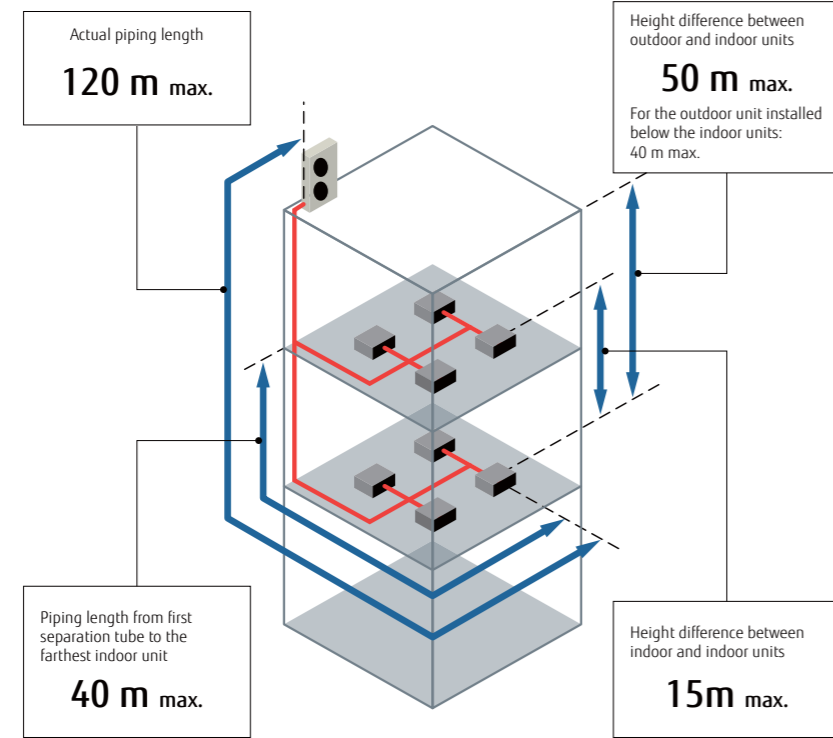 Actual piping length
120 m max.
Height difference between
outdoor and indoor units
50 m max.
For the outdoor unit installed
below the indoor units:
40 m max.
Piping length from first
separation tube to the
farthest indoor unit
40 m max.
Height difference between
indoor and indoor units
15m max.